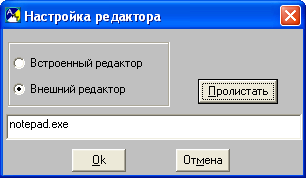 Настройка редактора
Встроенный редактор
Внешний редактор
Пролистать
notepad.exe
Ok
Отмена